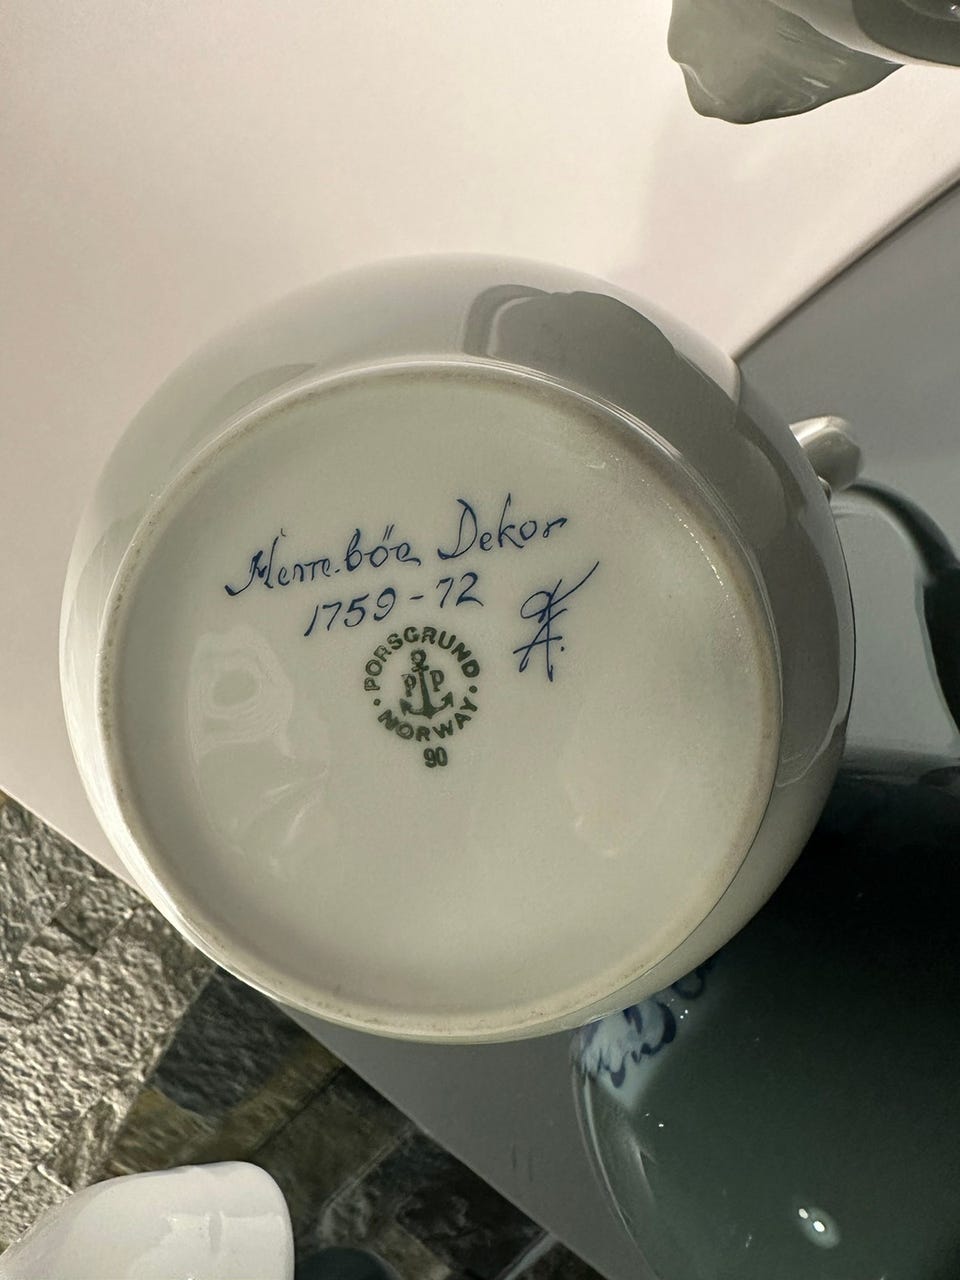 Herrebøe Dekor
1759-72
PORSGRUND
PP
NORWAY
90